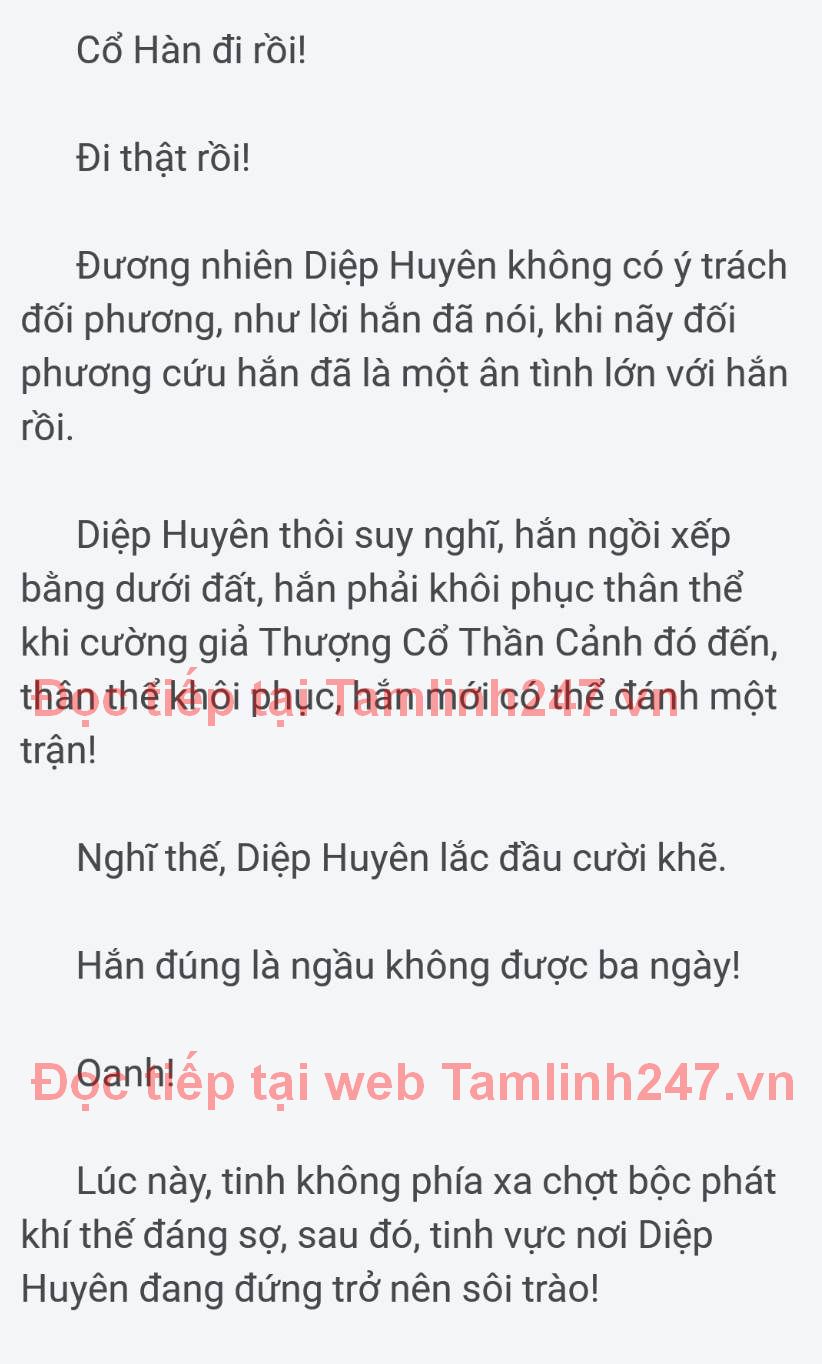 Cổ Hàn đi rồi!
Đi thật rồi!
Đương nhiên Diệp Huyên không có ý trách
đối phương, như lời hắn đã nói, khi nãy đối
phương cứu hắn đã là một ân tình lớn với hắn
rồi.
Diệp Huyên thôi suy nghĩ, hắn ngồi xếp
bằng dưới đất, hắn phải khôi phục thân thể
khi cường giả Thượng Cổ Thần Cảnh đó đến,
thân thể khôi phục, hắn mới có thể đánh một
Đọc tiếp tại Tamlinh247.vn
trận!
Nghĩ thế, Diệp Huyên lắc đầu cười khẽ.
Hắn đúng là ngầu không được ba ngày!
Oanh!
Đọc tiếp tại web Tamlinh247.vn
Lúc này, tinh không phía xa chợt bộc phát
khí thế đáng sợ, sau đó, tinh vực nơi Diệp
Huyên đang đứng trở nên sôi trào!